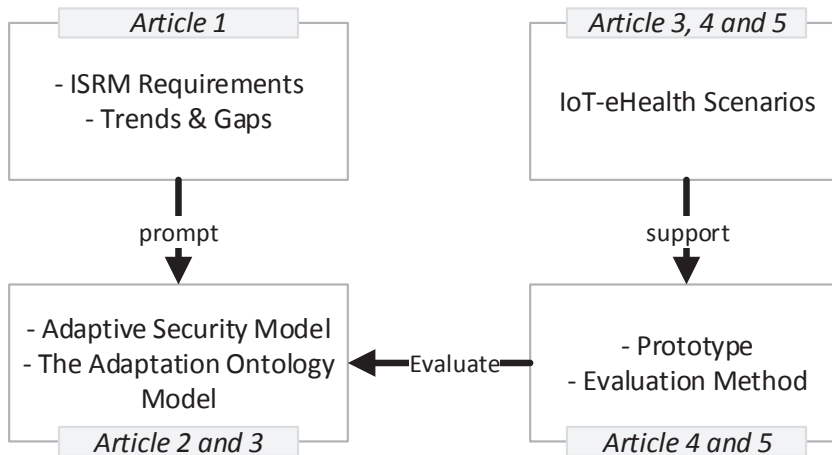 Article 1
- ISRM Requirements
- Trends & Gaps
Article 3, 4 and 5
IoT-eHealth Scenarios
prompt
support
- Adaptive Security Model
- The Adaptation Ontology
Model
Article 2 and 3
Evaluate
- Prototype
- Evaluation Method
Article 4 and 5